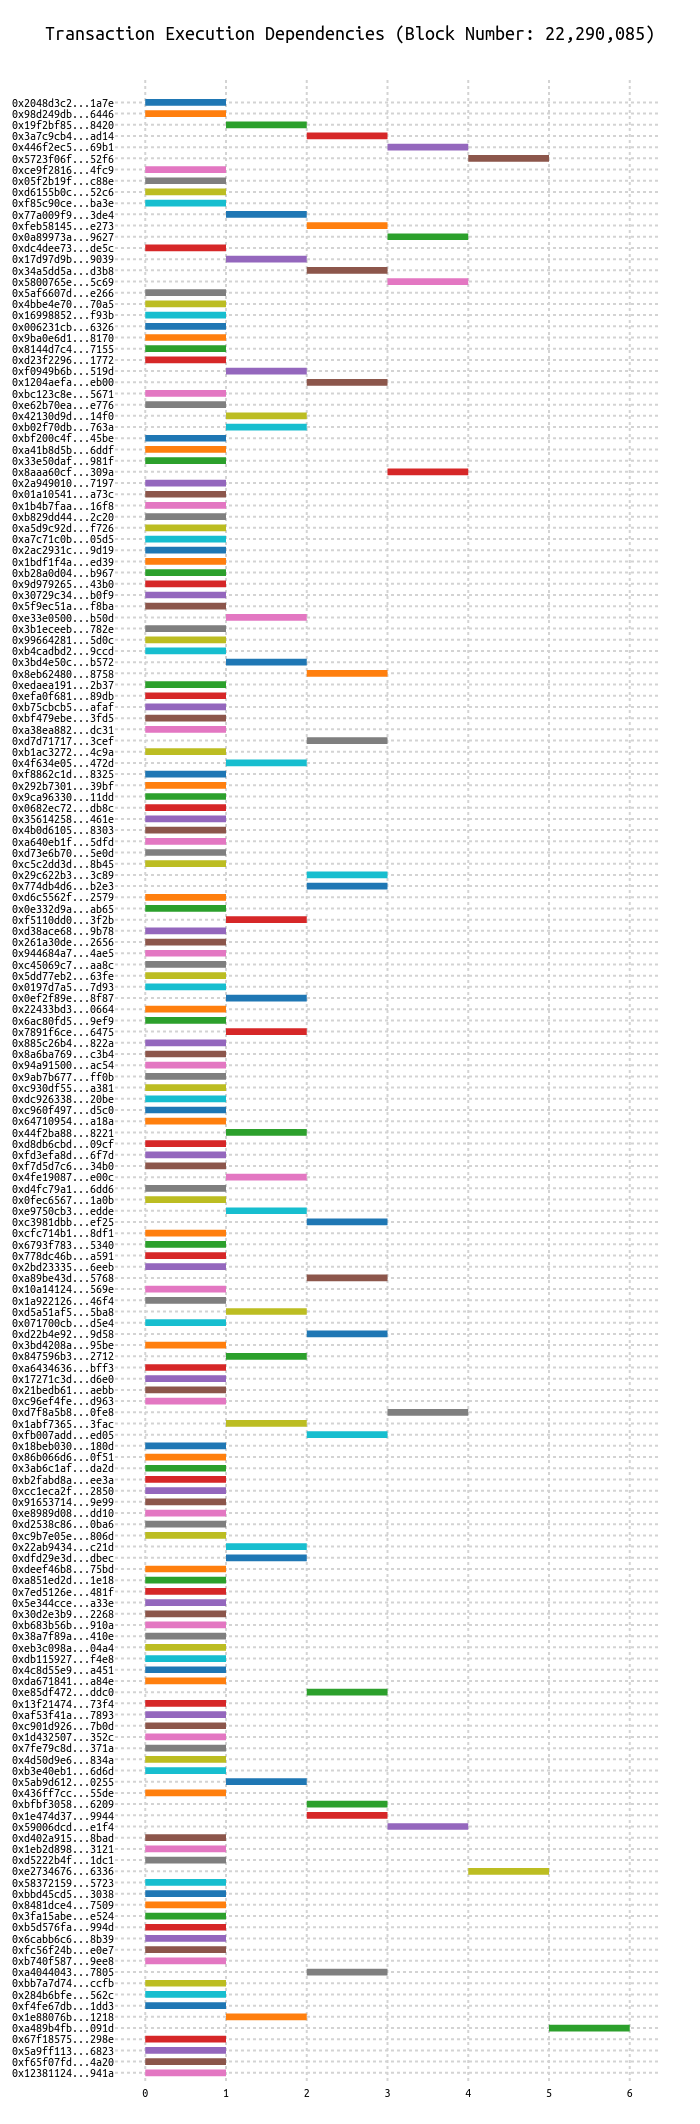 Transaction Execution Dependencies (Block Number: 22,290,085)
0x2048d3c2...1a7e
0x98d249db...6446
0x19f2bf85...8420
0x3a7c9cb4...ad14
0x446f2ec5...69b1
0x5723f06f...52f6
0xce9f2816...4fc9
0x05f2b19f...c88e
0xd6155b0c...52c6
0xf85c90ce...ba3e
0x77a009f9...3de4
0xfeb58145...e273
0x0a89973a...9627
0xdc4dee73...de5c
0x17d97d9b...9039
0x34a5dd5a...d3b8
0x5800765e...5c69
0x5af6607d...e266
0x4bbe4e70...70a5
0x16998852...f93b
0x006231cb...6326
0x9ba0e6d1...8170
0x8144d7c4...7155
0xd23f2296...1772
0xf0949b6b...519d
0x1204aefa...eb00
0xbc123c8e...5671
0xe62b70ea...e776
0x42130d9d...14f0
0xb02f70db...763a
0xbf200c4f...45be
0xa41b8d5b...6ddf
0x33e50daf...981f
0x8aaa60cf...309a
0x2a949010...7197
0x01a10541...a73c
0x1b4b7faa...16f8
0xb829dd44...2c20
0xa5d9c92d...f726
0xa7c71c0b...05d5
0x2ac2931c...9d19
0x1bdf1f4a...ed39
0xb28a0d04...b967
0x9d979265...43b0
0x30729c34...b0f9
0x5f9ec51a...f8ba
0xe33e0500...b50d
0x3b1eceeb...782e
0x99664281...5d0c
0xb4cadbd2...9ccd
0x3bd4e50c...b572
0x8eb62480...8758
0xedaea191...2b37
0xefa0f681...89db
0xb75cbcb5...afaf
0xbf479ebe...3fd5
0xa38ea882...dc31
0xd7d71717...3cef
0xb1ac3272...4c9a
0x4f634e05...472d
0xf8862c1d...8325
0x292b7301...39bf
0x9ca96330...11dd
0x0682ec72...db8c
0x35614258...461e
0x4b0d6105...8303
0xa640eb1f...5dfd
0xd73e6b70...5e0d
0xc5c2dd3d...8b45
0x29c622b3...3c89
0x774db4d6...b2e3
0xd6c5562f...2579
0x0e332d9a...ab65
0xf5110dd0...3f2b
0xd38ace68...9b78
0x261a30de...2656
0x944684a7...4ae5
0xc45069c7...aa8c
0x5dd77eb2...63fe
0x0197d7a5...7d93
0x0ef2f89e...8f87
0x22433bd3...0664
0x6ac80fd5...9ef9
0x7891f6ce...6475
0x885c26b4...822a
0x8a6ba769...c3b4
0x94a91500...ac54
0x9ab7b677...ff0b
0xc930df55...a381
0xdc926338...20be
0xc960f497...d5c0
0x64710954...a18a
0x44f2ba88...8221
0xd8db6cbd...09cf
0xfd3efa8d...6f7d
0xf7d5d7c6...34b0
0x4fe19087...e00c
0xd4fc79a1...6dd6
0x0fec6567...1a0b
0xe9750cb3...edde
0xc3981dbb...ef25
0xcfc714b1...8df1
0x6793f783...5340
0x778dc46b...a591
0x2bd23335...6eeb
0xa89be43d...5768
0x10a14124...569e
0x1a922126...46f4
0xd5a51af5...5ba8
0x071700cb...d5e4
0xd22b4e92...9d58
0x3bd4208a...95be
0x847596b3...2712
0xa6434636...bff3
0x17271c3d...d6e0
0x21bedb61...aebb
0xc96ef4fe...d963
0xd7f8a5b8...0fe8
0x1abf7365...3fac
0xfb007add...ed05
0x18beb030...180d
0x86b066d6...0f51
0x3ab6c1af...da2d
0xb2fabd8a...ee3a
0xcc1eca2f...2850
0x91653714...9e99
0xe8989d08...dd10
0xd2538c86...0ba6
0xc9b7e05e...806d
0x22ab9434...c21d
0xdfd29e3d...dbec
0xdeef46b8...75bd
0xa851ed2d...1e18
0x7ed5126e...481f
0x5e344cce...a33e
0x30d2e3b9...2268
0xb683b56b...910a
0x38a7f89a...410e
0xeb3c098a...04a4
0xdb115927...f4e8
0x4c8d55e9...a451
0xda671841...a84e
0xe85df472...ddc0
0x13f21474...73f4
0xaf53f41a...7893
0xc901d926...7b0d
0x1d432507...352c
0x7fe79c8d...371a
0x4d50d9e6...834a
0xb3e40eb1...6d6d
0x5ab9d612...0255
0x436ff7cc...55de
0xbfbf3058...6209
0x1e474d37...9944
0x59006dcd...e1f4
0xd402a915...8bad
0x1eb2d898...3121
0xd5222b4f...1dc1
0xe2734676...6336
0x58372159...5723
0xbbd45cd5...3038
0x8481dce4...7509
0x3fa15abe...e524
0xb5d576fa...994d
0x6cabb6c6...8b39
0xfc56f24b...e0e7
0xb740f587...9ee8
0xa4044043...7805
0xbb7a7d74...ccfb
0x284b6bfe...562c
0xf4fe67db...1dd3
0x1e88076b...1218
0xa489b4fb...091d
0x67f18575...298e
0x5a9ff113...6823
0xf65f07fd...4a20
0x12381124...941a
0 1 2 3 4 5 6